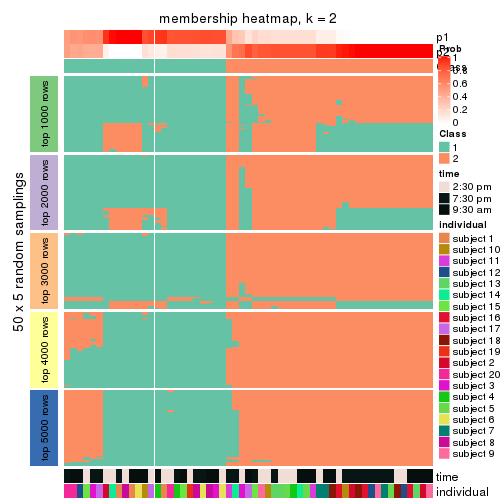 membership heatmap, k = 2
p1
p2
Class
Prob
1
0.8
0.6
0.4
0.2
0
Class
1
2
time
2:30 pm
7:30 pm
9:30 am
individual
subject 1
subject 10
subject 11
subject 12
subject 13
subject 14
subject 15
subject 16
subject 17
subject 18
subject 19
subject 2
subject 20
subject 3
subject 4
subject 5
subject 6
subject 7
subject 8
subject 9
50 x 5 random samplings
top 1000 rows
top 2000 rows
top 3000 rows
top 4000 rows
top 5000 rows
time
individual